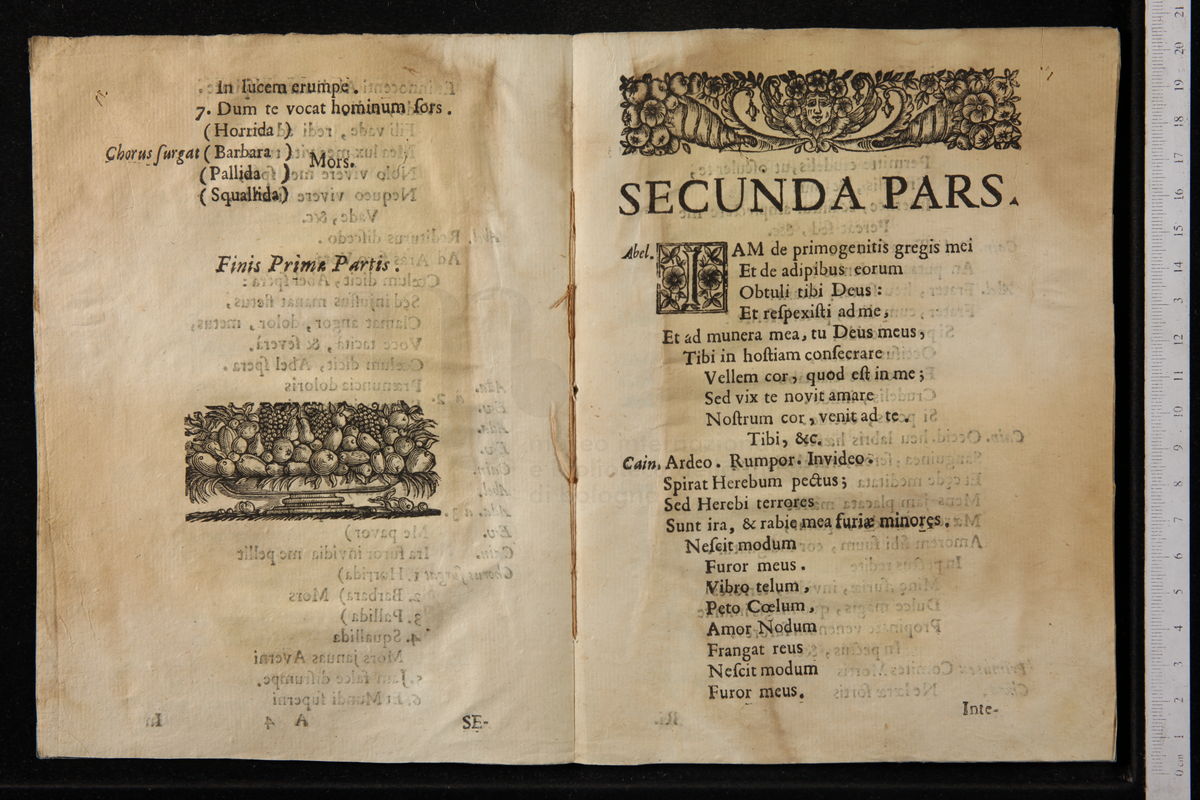 In lucem erumpe.
7. Dum te vocat hominum sors.
(Horrida )
Chorus surgat ( Barbara ) Mors.
(Pallida )
( Squallida)
Finis Primæ Partis.
SE-
SECUNDA PARS.
Abel. IAM de primogenitis gregis mei
Et de adipibus eorum
Obtuli tibi Deus:
Et respexisti ad me,
Et ad munera mea, tu Deus meus,
Tibi in hostiam consecrare
Vellem cor, quod est in me;
Sed vix te novit amare
Nostrum cor, venit ad te.
Tibi, &c.
Cain. Ardeo. Rumpor. Invideo.
Spirat Herebum pectus;
Sed Herebi terrores
Sunt ira, & rabie mea furiæ minores.
Nescit modum
Furor meus.
Vibro telum,
Peto Cœlum,
Amor Nodum
Frangat reus
Nescit modum
Furor meus.
Inte-